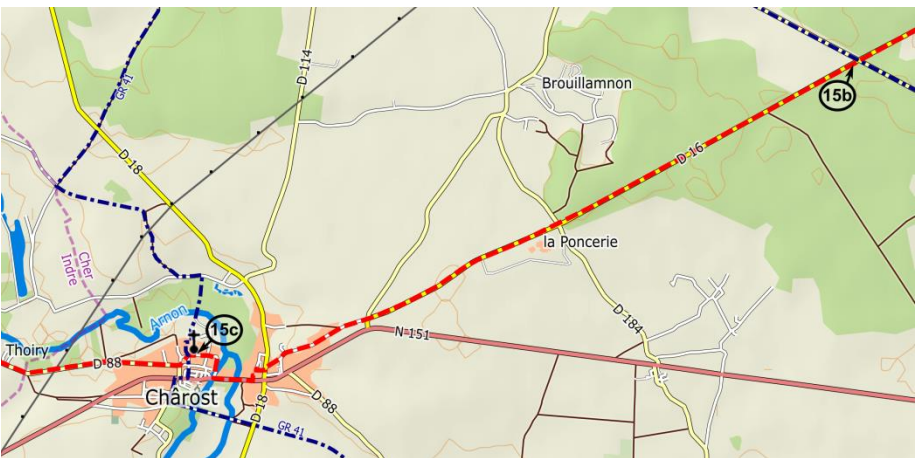 GR 41
D 114
Brouillamnon
15b
D 18
D 16
la Poncerie
Cher
Indre
D 184
Arnon
15c
N 151
Thoiry
D 88
Chârost
D 88
D 18
GR 41